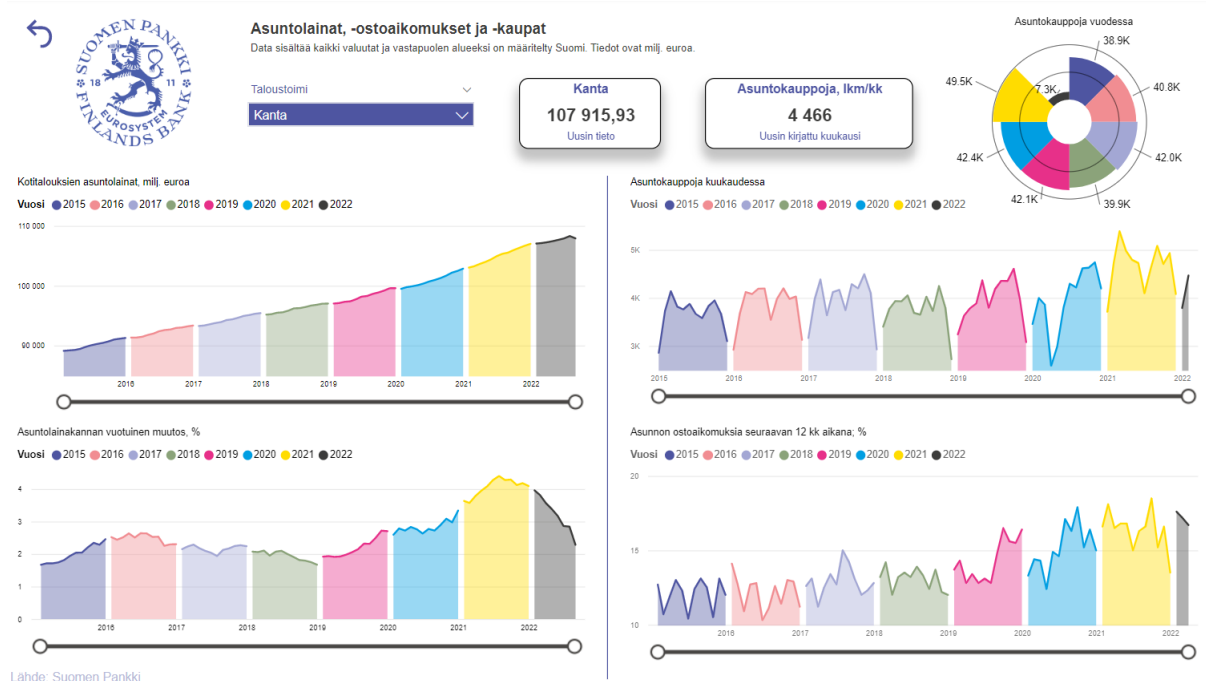 SUOMEN PANKKI
18 11
EUROSYSTEM
FINLANDS BANK
Asuntolainat, -ostoaikomukset ja -kaupat
Data sisältää kaikki valuutat ja vastapuolen alueeksi on määritelty Suomi. Tiedot ovat milj. euroa.
Taloustoimi
Kanta
Kanta
107 915,93
Uusin tieto
Asuntokauppoja, lkm/kk
4 466
Uusin kirjattu kuukausi
Asuntokauppoja vuodessa
38.9K
40.8K
42.0K
39.9K
42.1K
42.4K
49.5K
7.3K
Kotitalouksien asuntolainat, milj. euroa
Vuosi 2015 2016 2017 2018 2019 2020 2021 2022
110 000
100 000
90 000
2016 2017 2018 2019 2020 2021 2022
Asuntokauppoja kuukaudessa
Vuosi 2015 2016 2017 2018 2019 2020 2021 2022
5K
4K
3K
2015 2016 2017 2018 2019 2020 2021 2022
Asuntolainakannan vuotuinen muutos, %
Vuosi 2015 2016 2017 2018 2019 2020 2021 2022
4
3
2
1
0
2016 2017 2018 2019 2020 2021 2022
Asunnon ostoaikomuksia seuraavan 12 kk aikana; %
Vuosi 2015 2016 2017 2018 2019 2020 2021 2022
20
15
10
2016 2017 2018 2019 2020 2021 2022
Lähde: Suomen Pankki